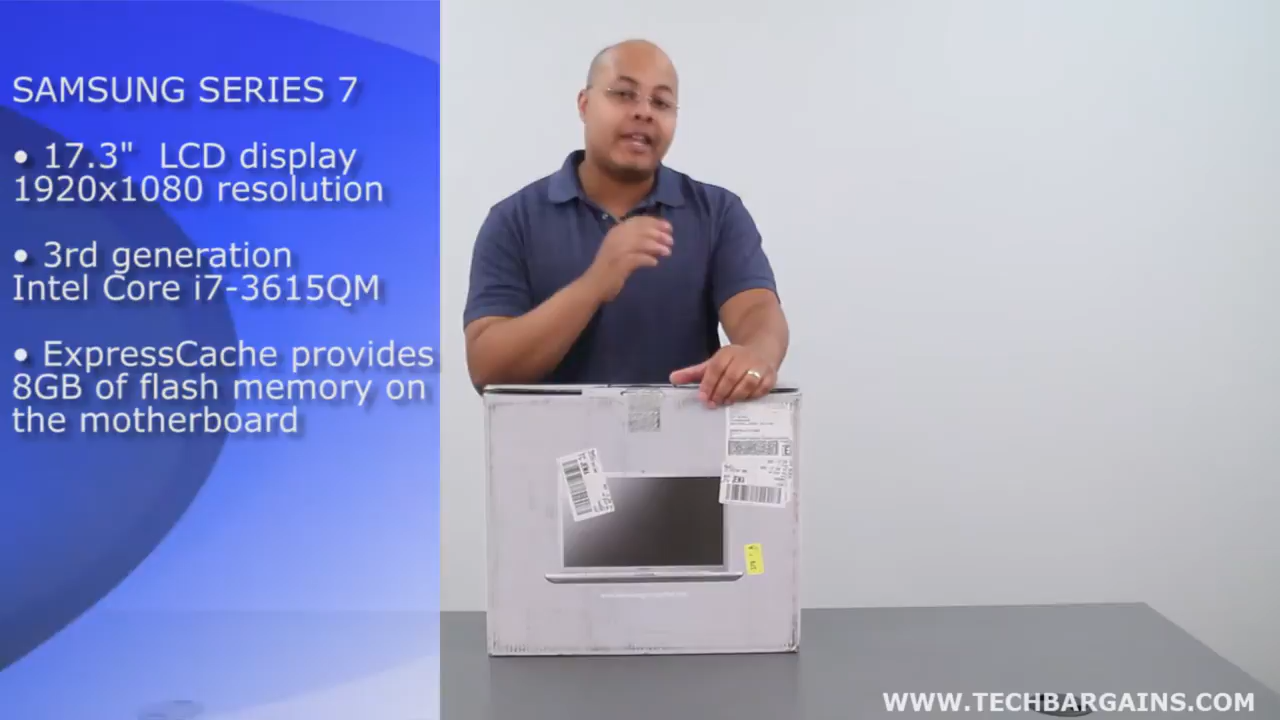 SAMSUNG SERIES 7
• 17.3" LCD display
1920x1080 resolution
• 3rd generation
Intel Core i7-3615QM
• ExpressCache provides
8GB of flash memory on
the motherboard
WWW.TECHBARGAINS.COM